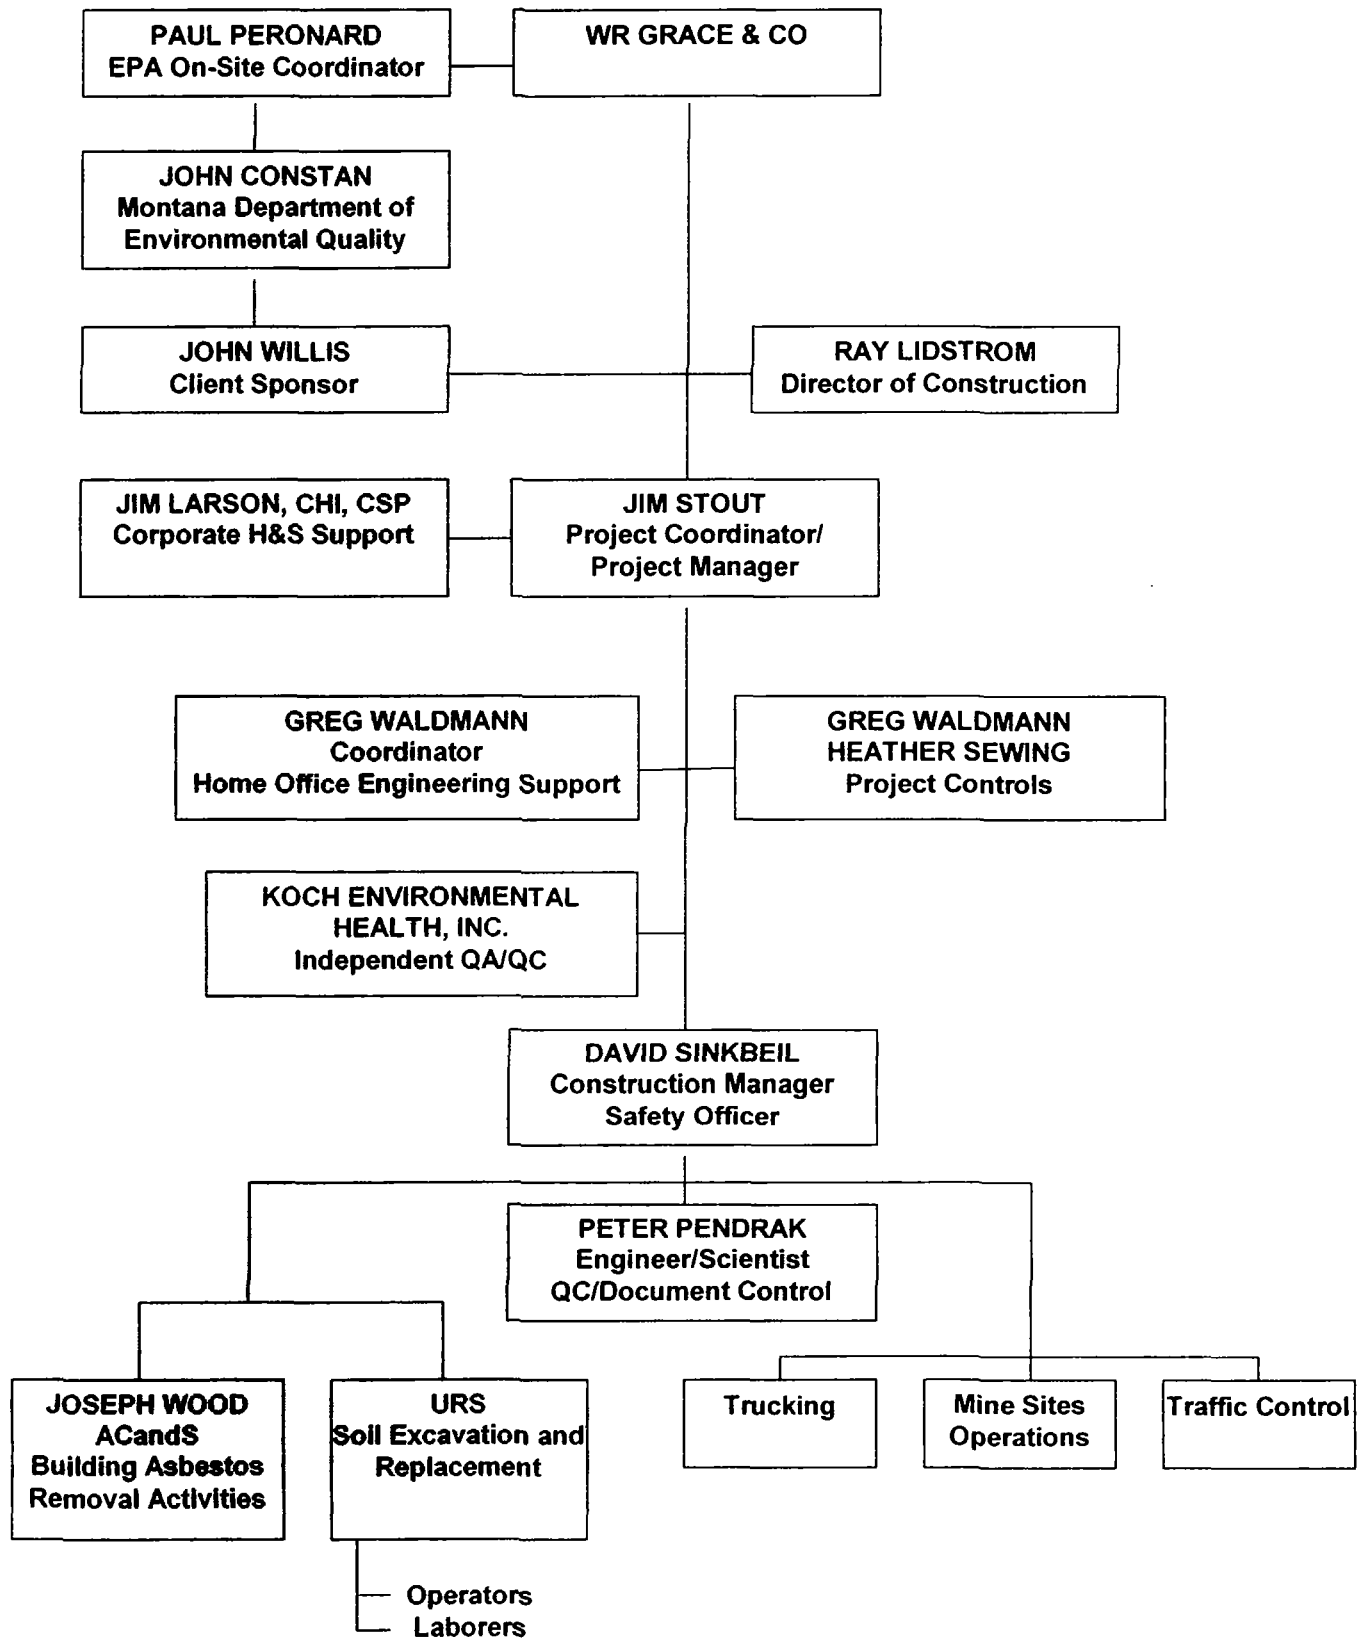 PAUL PERONARD
EPA On-Site Coordinator
WR GRACE & CO
JOHN CONSTAN
Montana Department of
Environmental Quality
JOHN WILLIS
Client Sponsor
RAY LIDSTROM
Director of Construction
JIM LARSON, CHI, CSP
Corporate H&S Support
JIM STOUT
Project Coordinator/
Project Manager
GREG WALDMANN
Coordinator
Home Office Engineering Support
GREG WALDMANN
HEATHER SEWING
Project Controls
KOCH ENVIRONMENTAL
HEALTH, INC.
Independent QA/QC
DAVID SINKBEIL
Construction Manager
Safety Officer
PETER PENDRAK
Engineer/Scientist
QC/Document Control
JOSEPH WOOD
ACandS
Building Asbestos
Removal Activities
URS
Soil Excavation and
Replacement
Trucking
Mine Sites
Operations
Traffic Control
Operators
Laborers